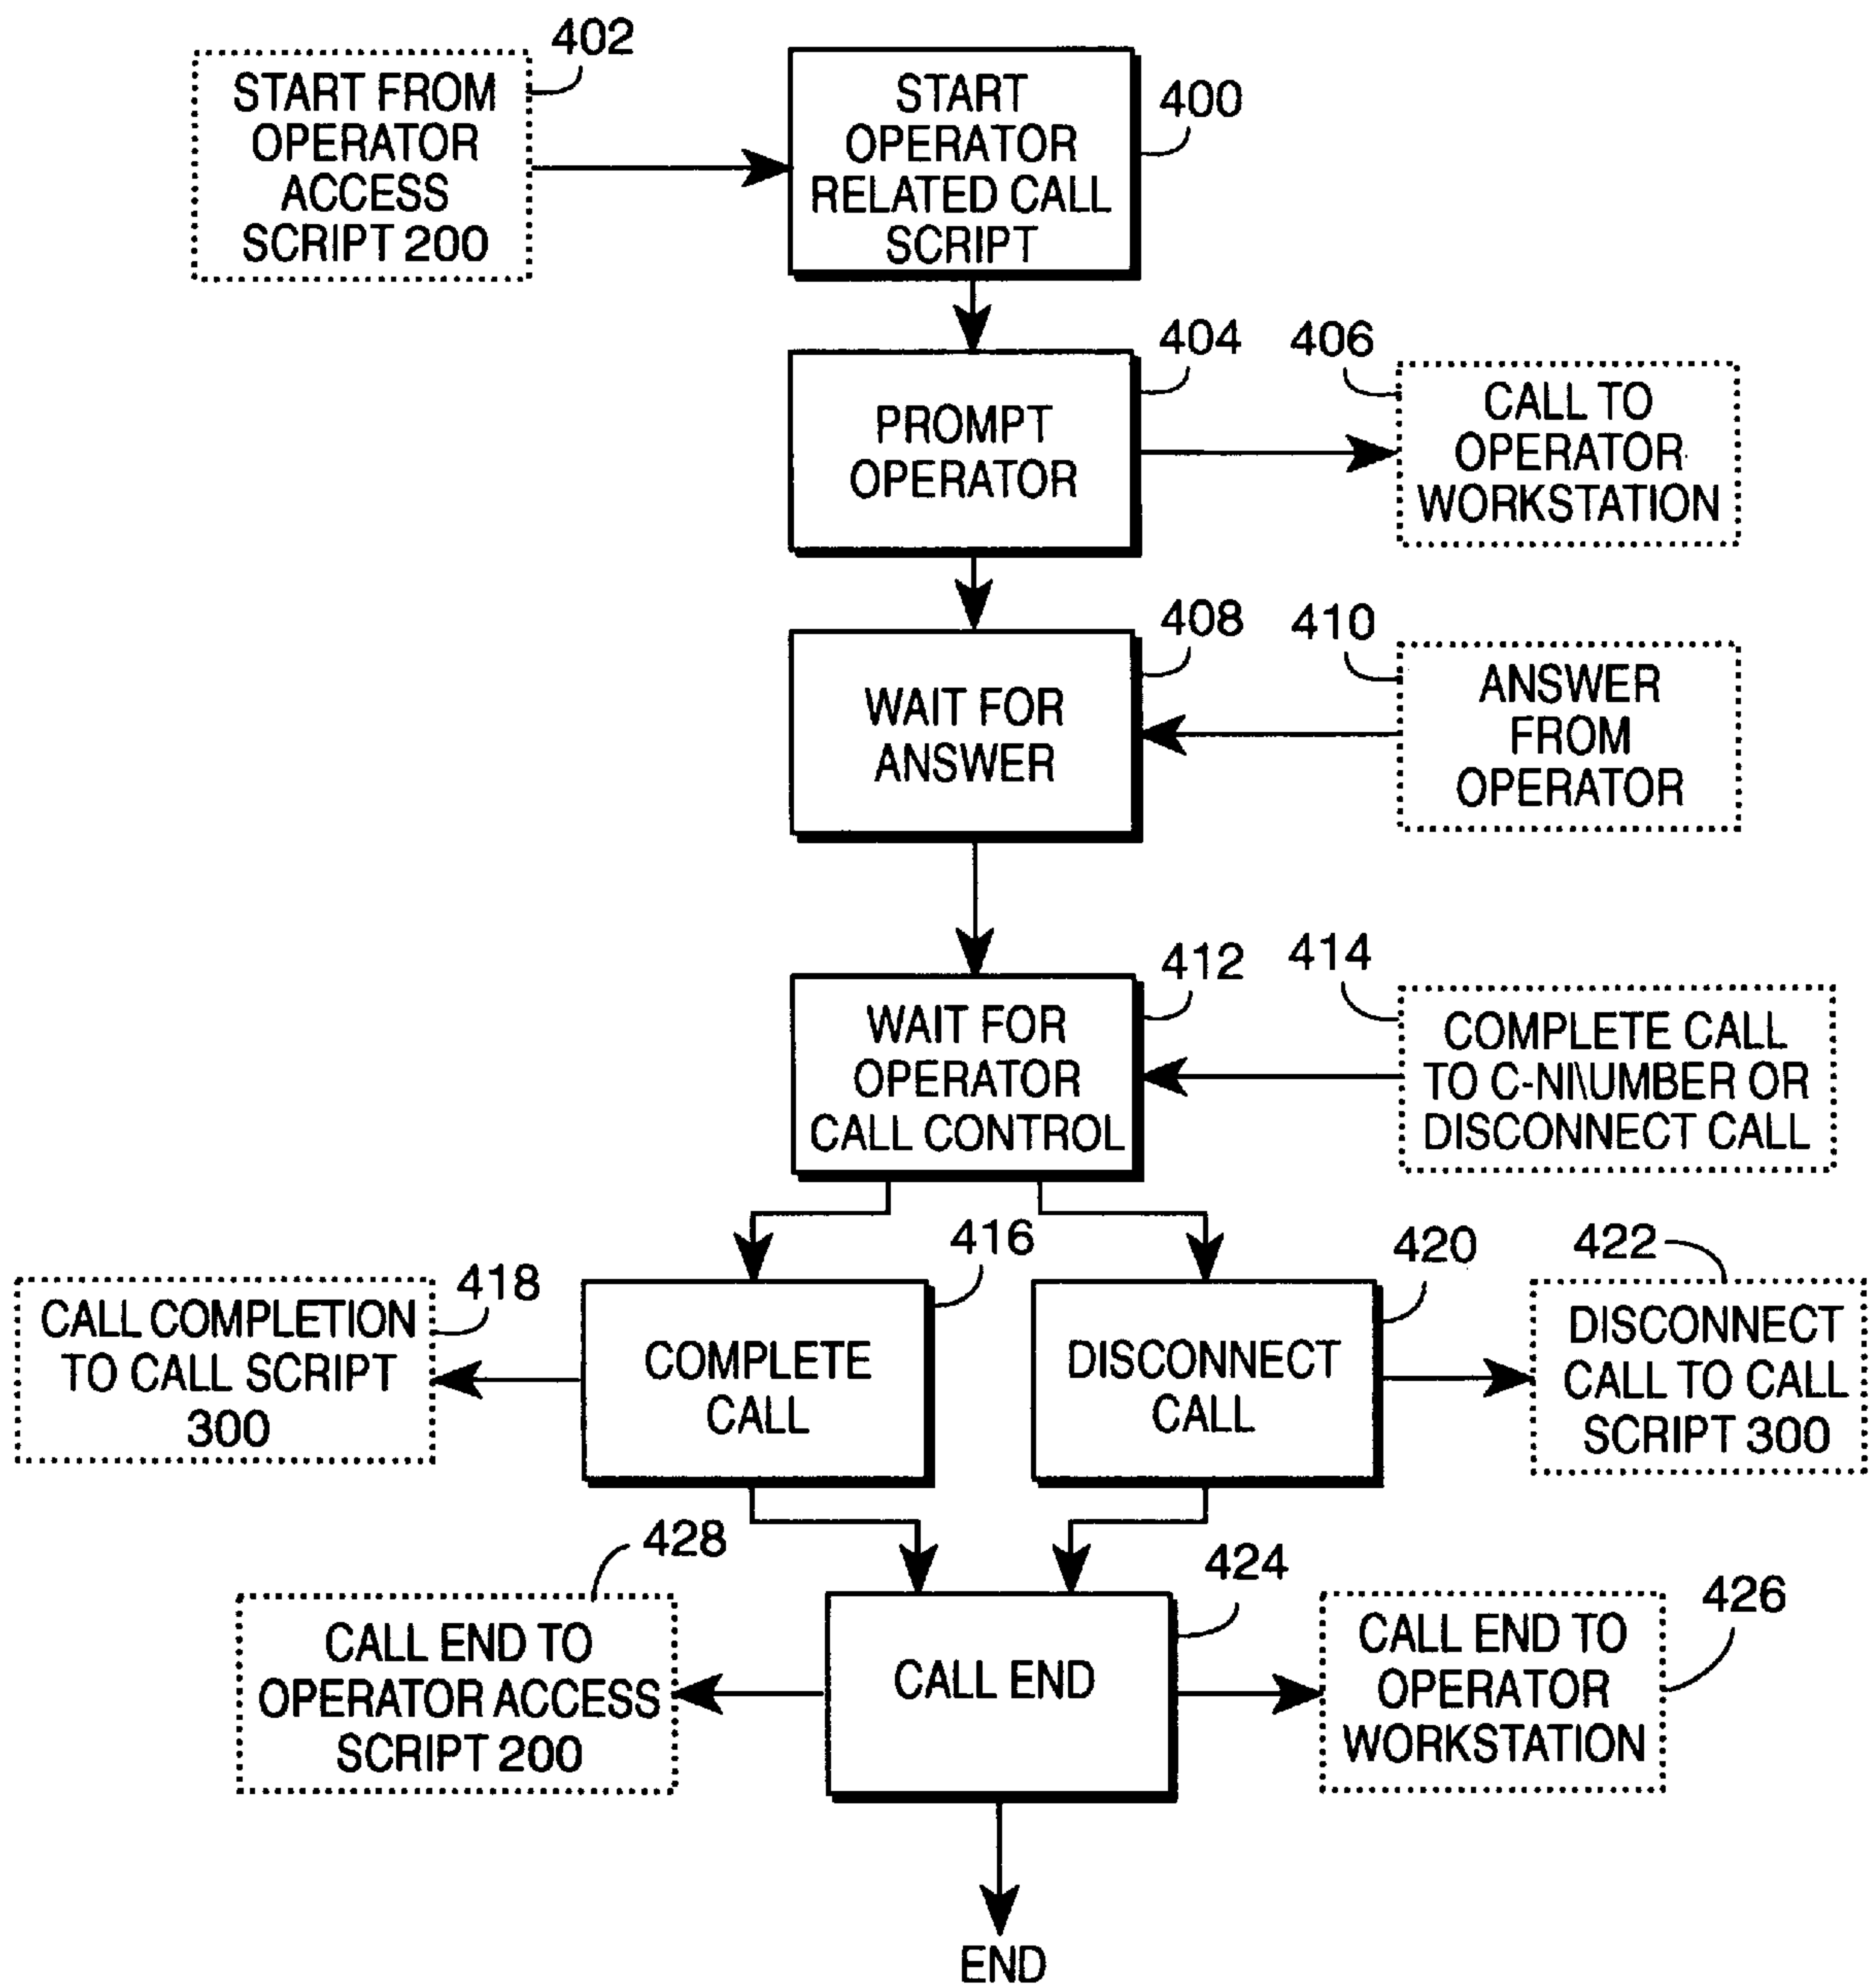 402
START FROM
OPERATOR
ACCESS
SCRIPT 200
START
OPERATOR
RELATED CALL
SCRIPT
400
PROMPT
OPERATOR
404
406
CALL TO
OPERATOR
WORKSTATION
WAIT FOR
ANSWER
408
410
ANSWER
FROM
OPERATOR
WAIT FOR
OPERATOR
CALL CONTROL
412
414
COMPLETE CALL
TO C-NI\UMBER OR
DISCONNECT CALL
418
CALL COMPLETION
TO CALL SCRIPT
300
416
COMPLETE
CALL
420
DISCONNECT
CALL
422
DISCONNECT
CALL TO CALL
SCRIPT 300
428
CALL END TO
OPERATOR ACCESS
SCRIPT 200
424
CALL END
426
CALL END TO
OPERATOR
WORKSTATION
END